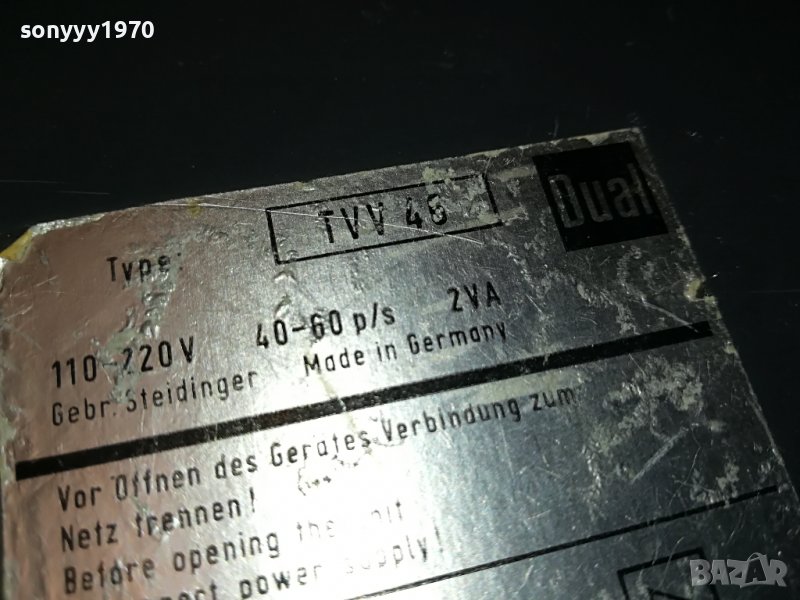 sonyyy1970
Type: TVV 46 Dual
110-220V 40-60 p/s 2VA
Gebr. Steidinger Made in Germany
Vor Öffnen des Gerätes Verbindung zum
Netz trennen!
Before opening the unit
power supply!
BAZAR